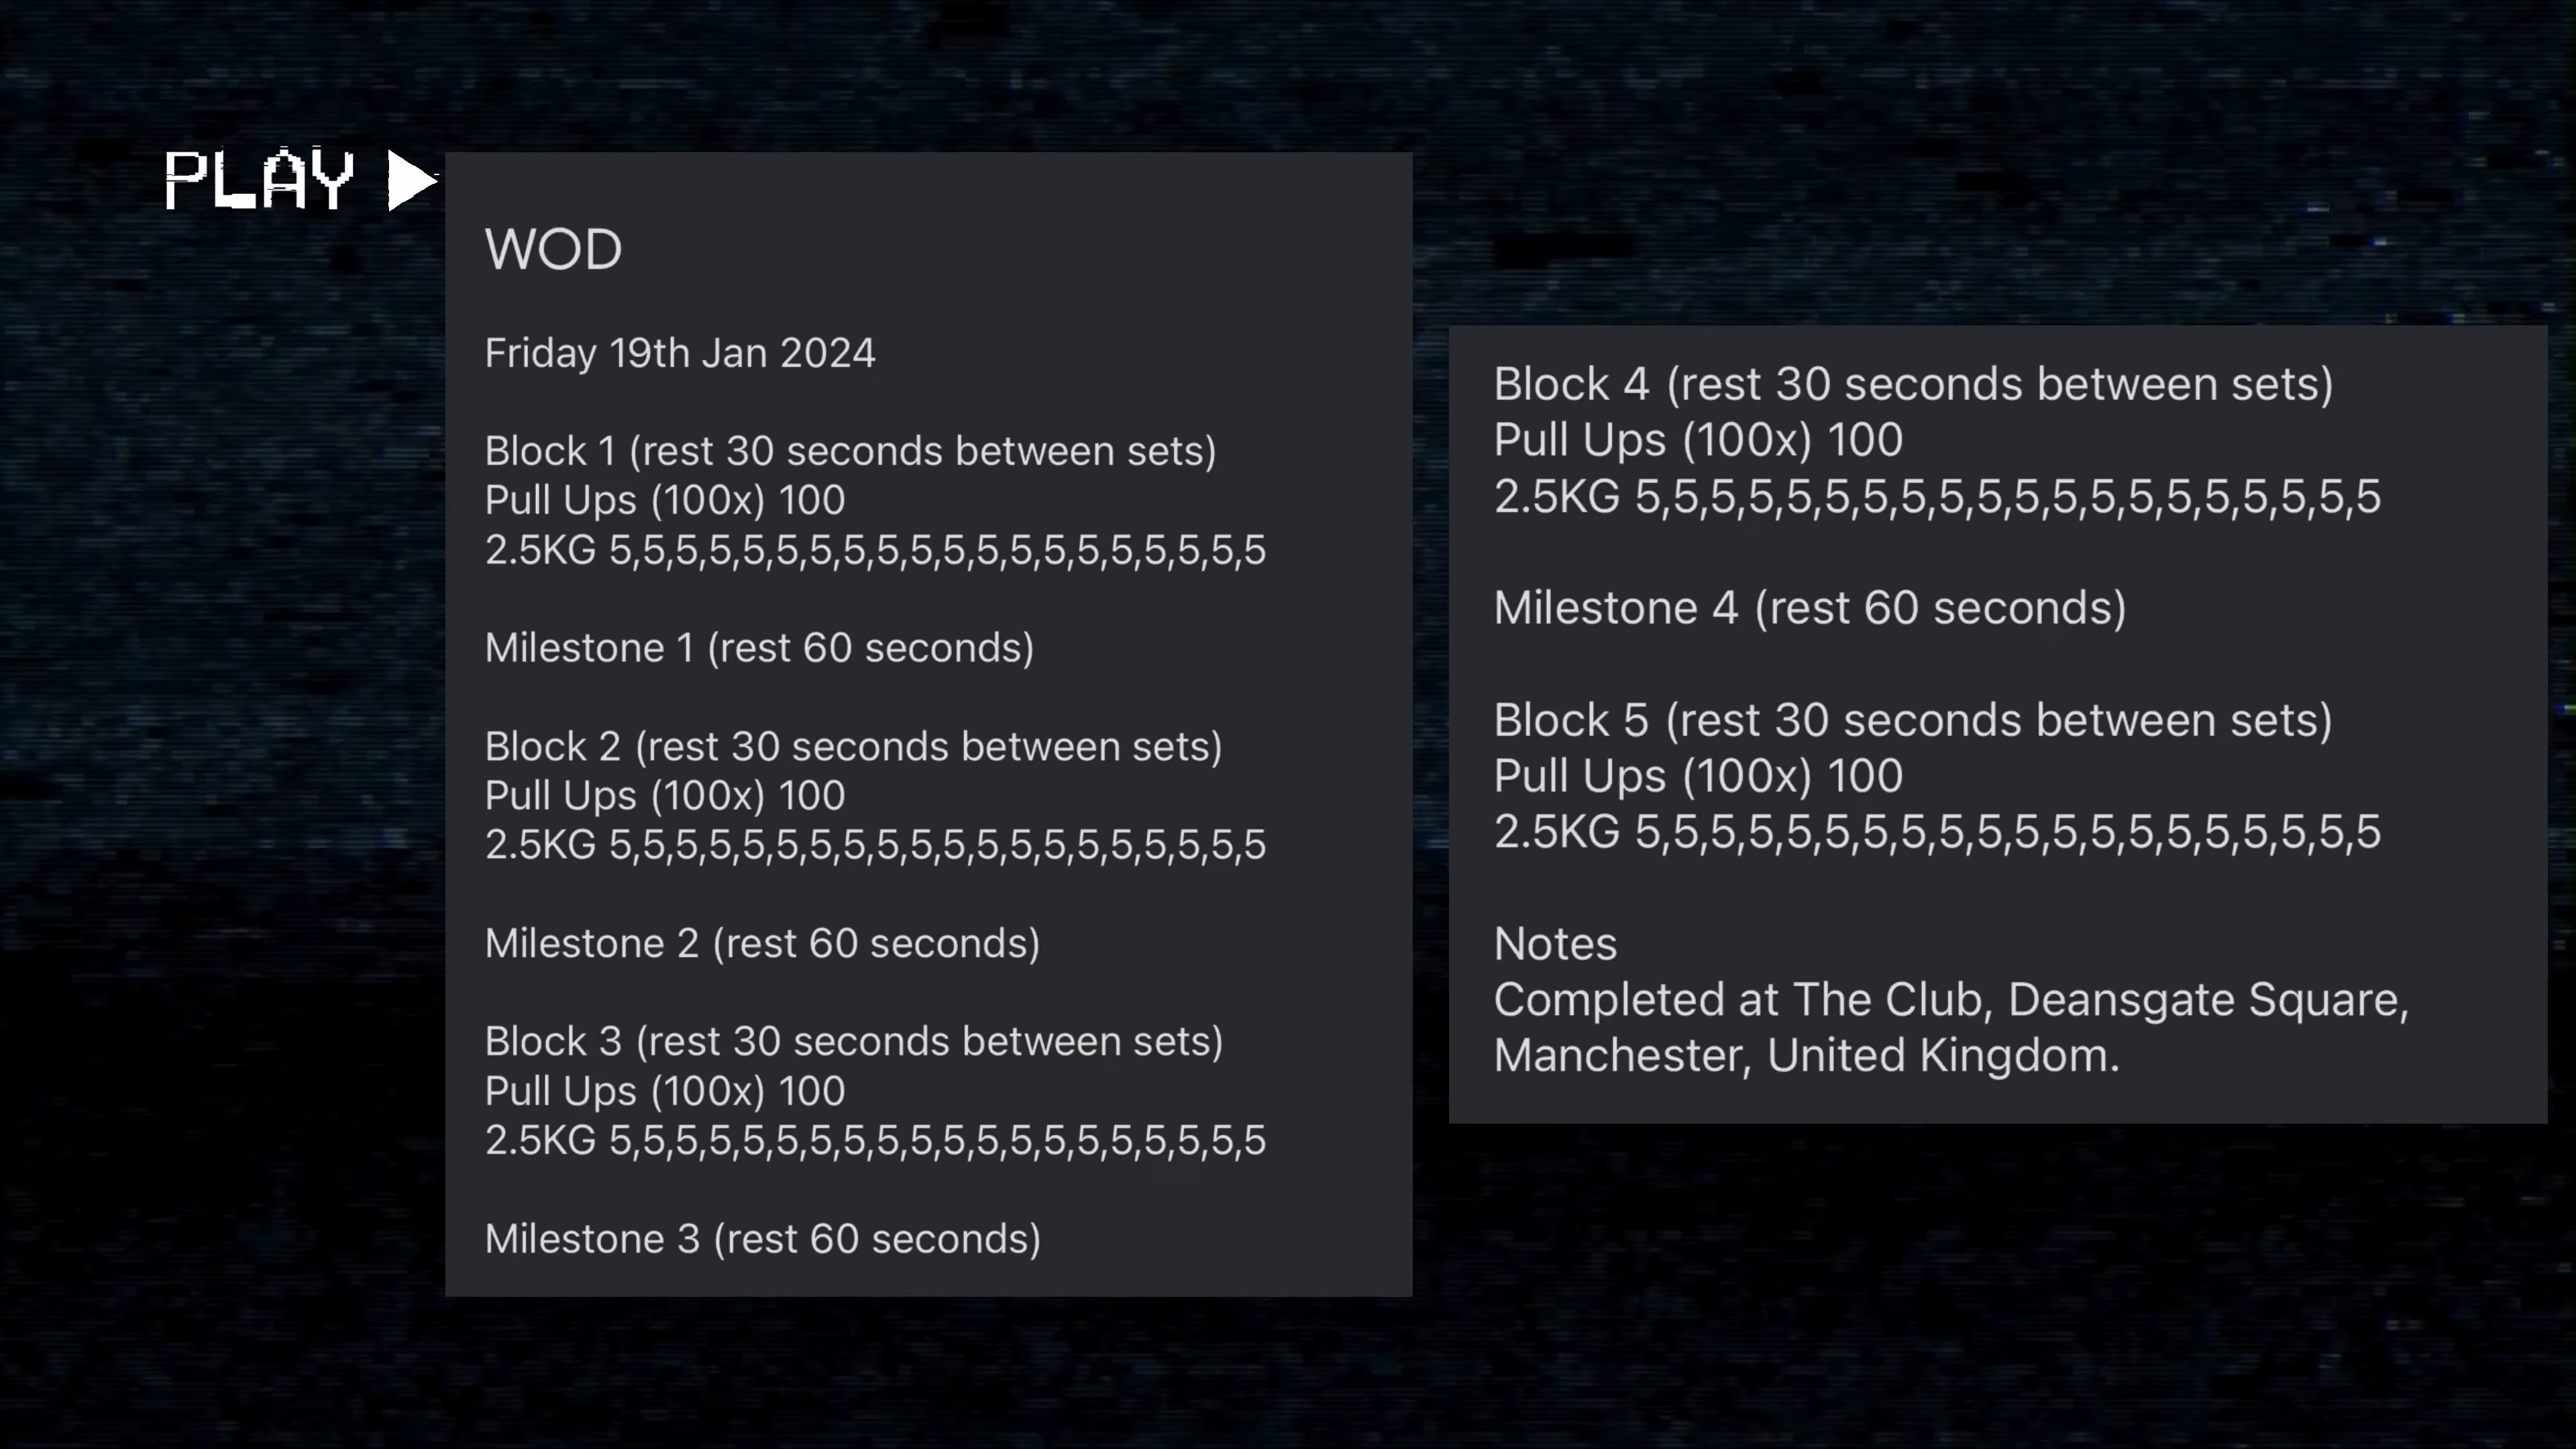 PLAY ▶
WOD
Friday 19th Jan 2024
Block 1 (rest 30 seconds between sets)
Pull Ups (100x) 100
2.5KG 5,5,5,5,5,5,5,5,5,5,5,5,5,5,5,5,5,5,5,5
Milestone 1 (rest 60 seconds)
Block 2 (rest 30 seconds between sets)
Pull Ups (100x) 100
2.5KG 5,5,5,5,5,5,5,5,5,5,5,5,5,5,5,5,5,5,5,5
Milestone 2 (rest 60 seconds)
Block 3 (rest 30 seconds between sets)
Pull Ups (100x) 100
2.5KG 5,5,5,5,5,5,5,5,5,5,5,5,5,5,5,5,5,5,5,5
Milestone 3 (rest 60 seconds)
Block 4 (rest 30 seconds between sets)
Pull Ups (100x) 100
2.5KG 5,5,5,5,5,5,5,5,5,5,5,5,5,5,5,5,5,5,5,5
Milestone 4 (rest 60 seconds)
Block 5 (rest 30 seconds between sets)
Pull Ups (100x) 100
2.5KG 5,5,5,5,5,5,5,5,5,5,5,5,5,5,5,5,5,5,5,5
Notes
Completed at The Club, Deansgate Square,
Manchester, United Kingdom.